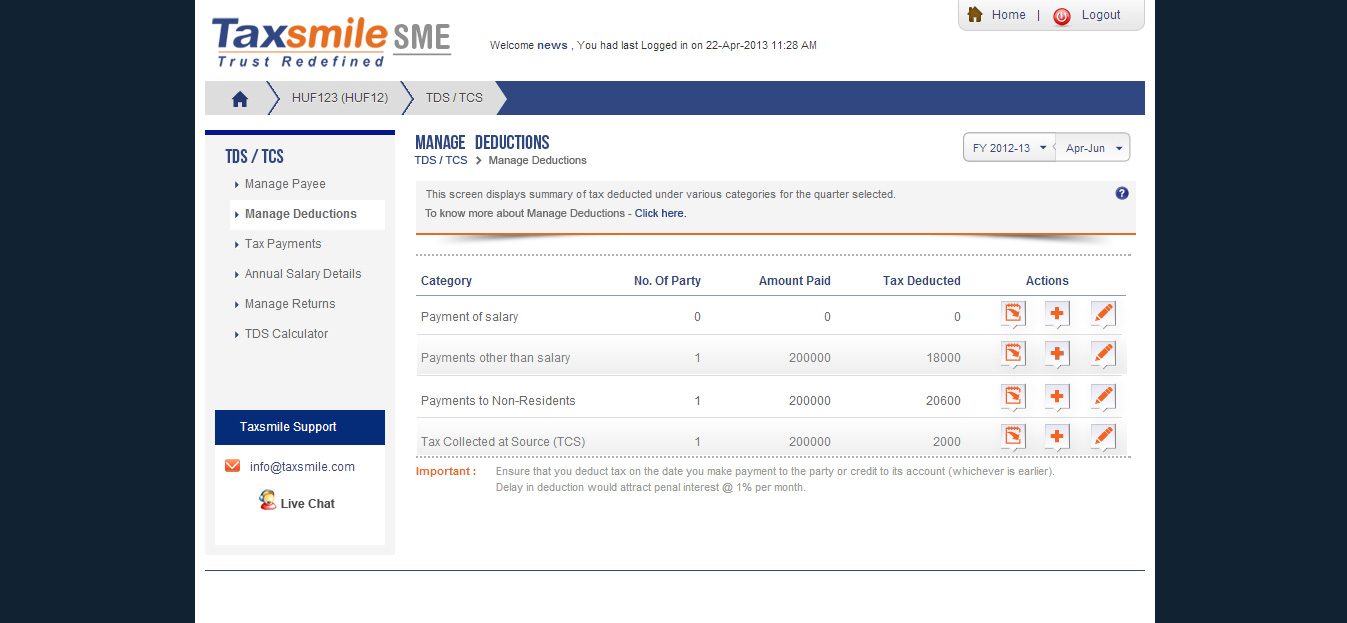 Home | Logout
Taxsmile SME
Trust Redefined
Welcome news , You had last Logged in on 22-Apr-2013 11:28 AM
HUF123 (HUF12) TDS / TCS
TDS / TCS
Manage Payee
Manage Deductions
Tax Payments
Annual Salary Details
Manage Returns
TDS Calculator
Taxsmile Support
info@taxsmile.com
Live Chat
MANAGE DEDUCTIONS
TDS / TCS > Manage Deductions
FY 2012-13 Apr-Jun
This screen displays summary of tax deducted under various categories for the quarter selected.
?
To know more about Manage Deductions - Click here.
Category No. Of Party Amount Paid Tax Deducted Actions
Payment of salary 0 0 0
Payments other than salary 1 200000 18000
Payments to Non-Residents 1 200000 20600
Tax Collected at Source (TCS) 1 200000 2000
Important : Ensure that you deduct tax on the date you make payment to the party or credit to its account (whichever is earlier).
Delay in deduction would attract penal interest @ 1% per month.